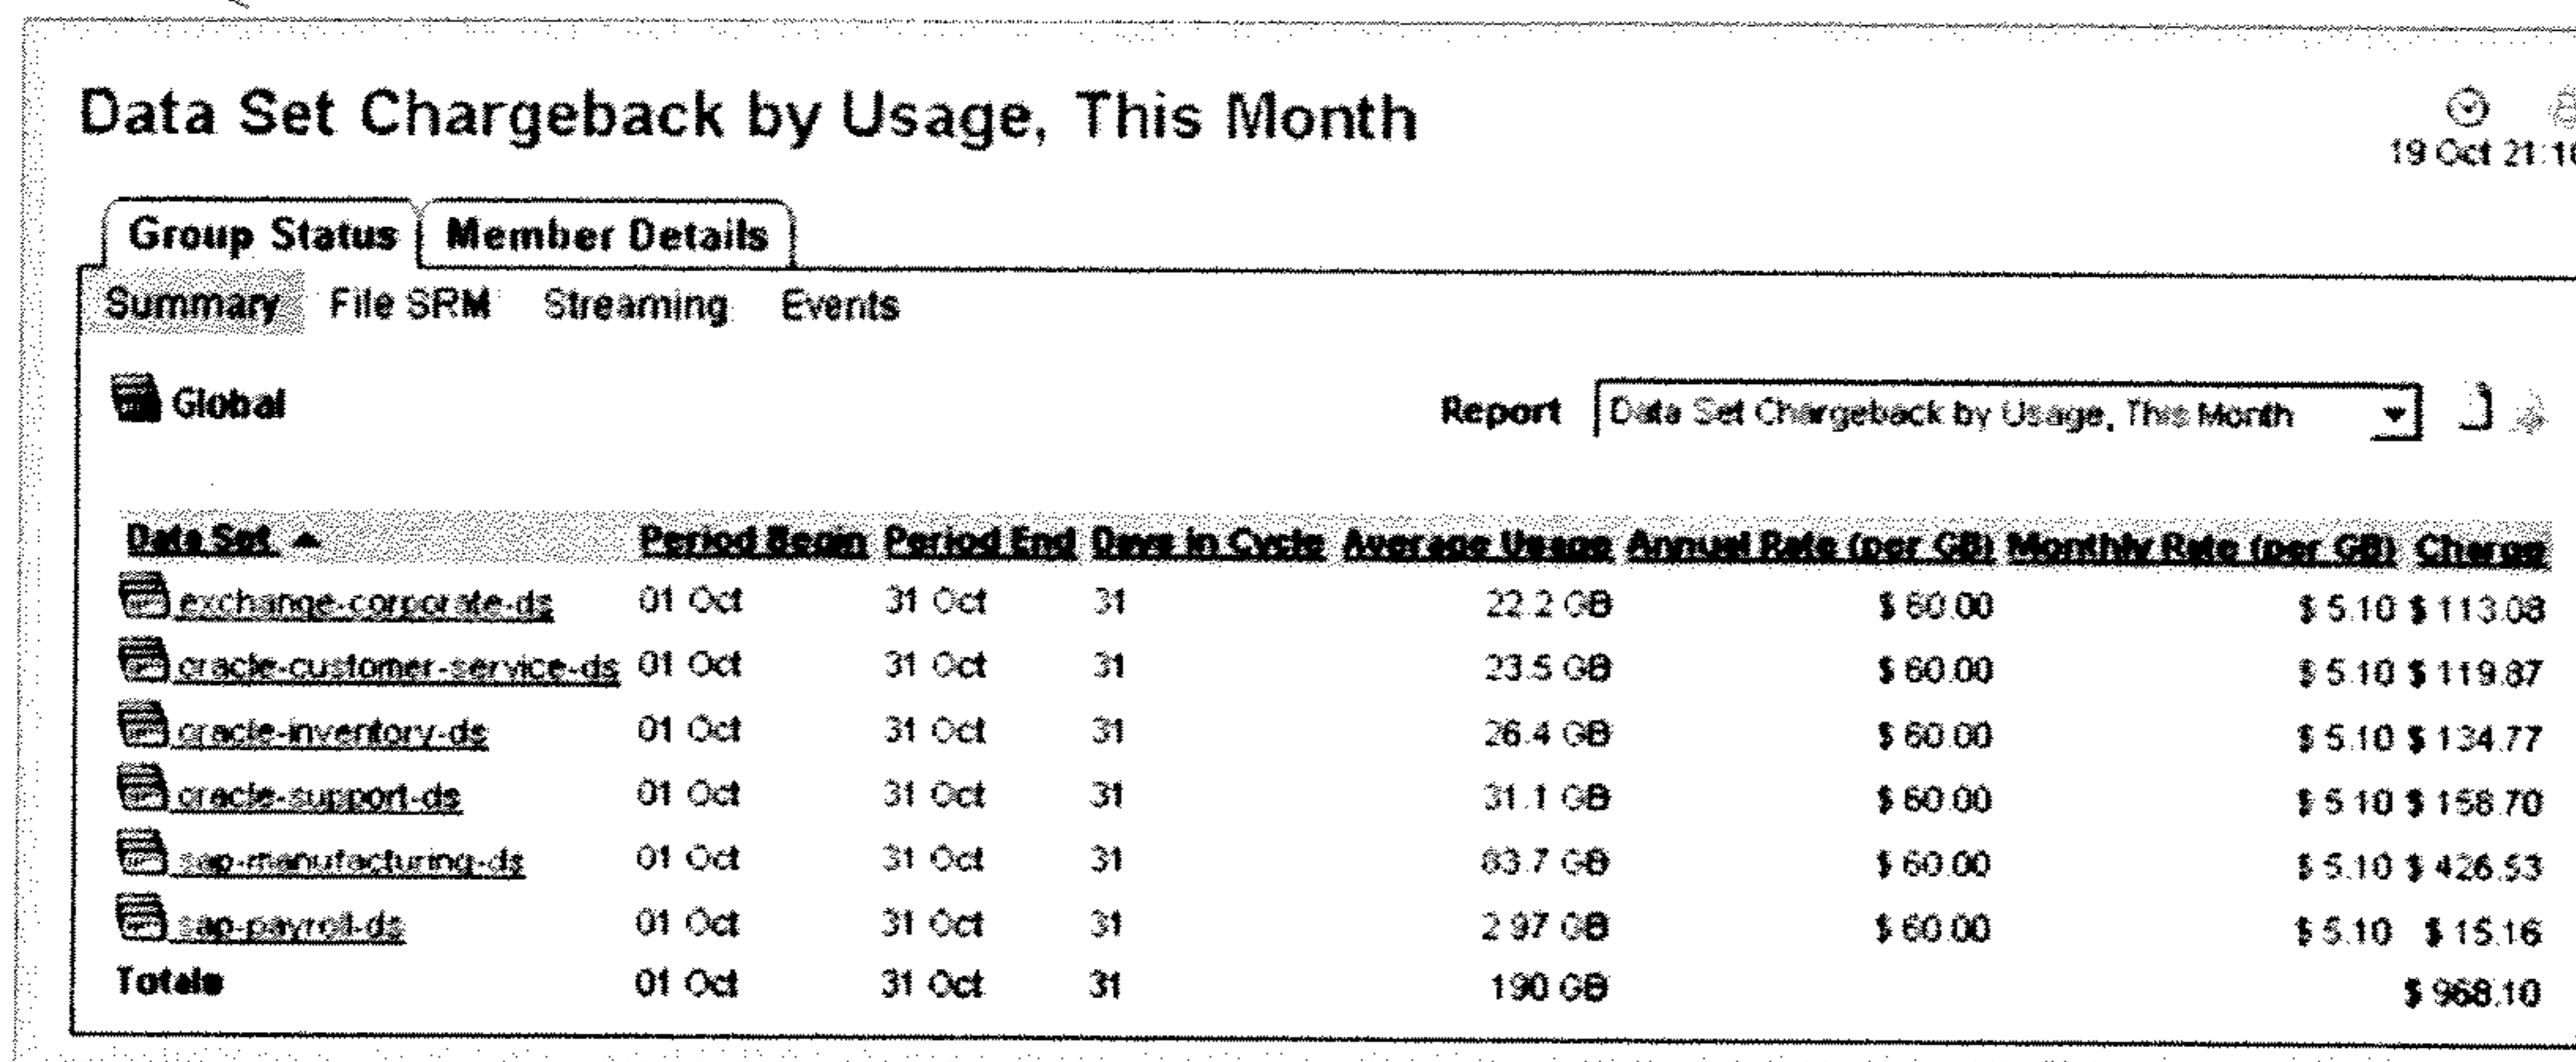 Data Set Chargeback by Usage, This Month
19 Oct 21:16
Group Status Member Details
Summary File SRM Streaming Events
Global Report Data Set Chargeback by Usage, This Month
Data Set Period Begin Period End Days in Cycle Average Usage Annual Rate (per GB) Monthly Rate (per GB) Charge
exchange-corporate-ds 01 Oct 31 Oct 31 22.2 GB $ 60.00 $ 5.10 $ 113.08
oracle-customer-service-ds 01 Oct 31 Oct 31 23.5 GB $ 60.00 $ 5.10 $ 119.87
oracle-inventory-ds 01 Oct 31 Oct 31 26.4 GB $ 60.00 $ 5.10 $ 134.77
oracle-support-ds 01 Oct 31 Oct 31 31.1 GB $ 60.00 $ 5.10 $ 158.70
sap-manufacturing-ds 01 Oct 31 Oct 31 83.7 GB $ 60.00 $ 5.10 $ 426.53
sap-payroll-ds 01 Oct 31 Oct 31 2.97 GB $ 60.00 $ 5.10 $ 15.16
Totals 01 Oct 31 Oct 31 190 GB $ 968.10